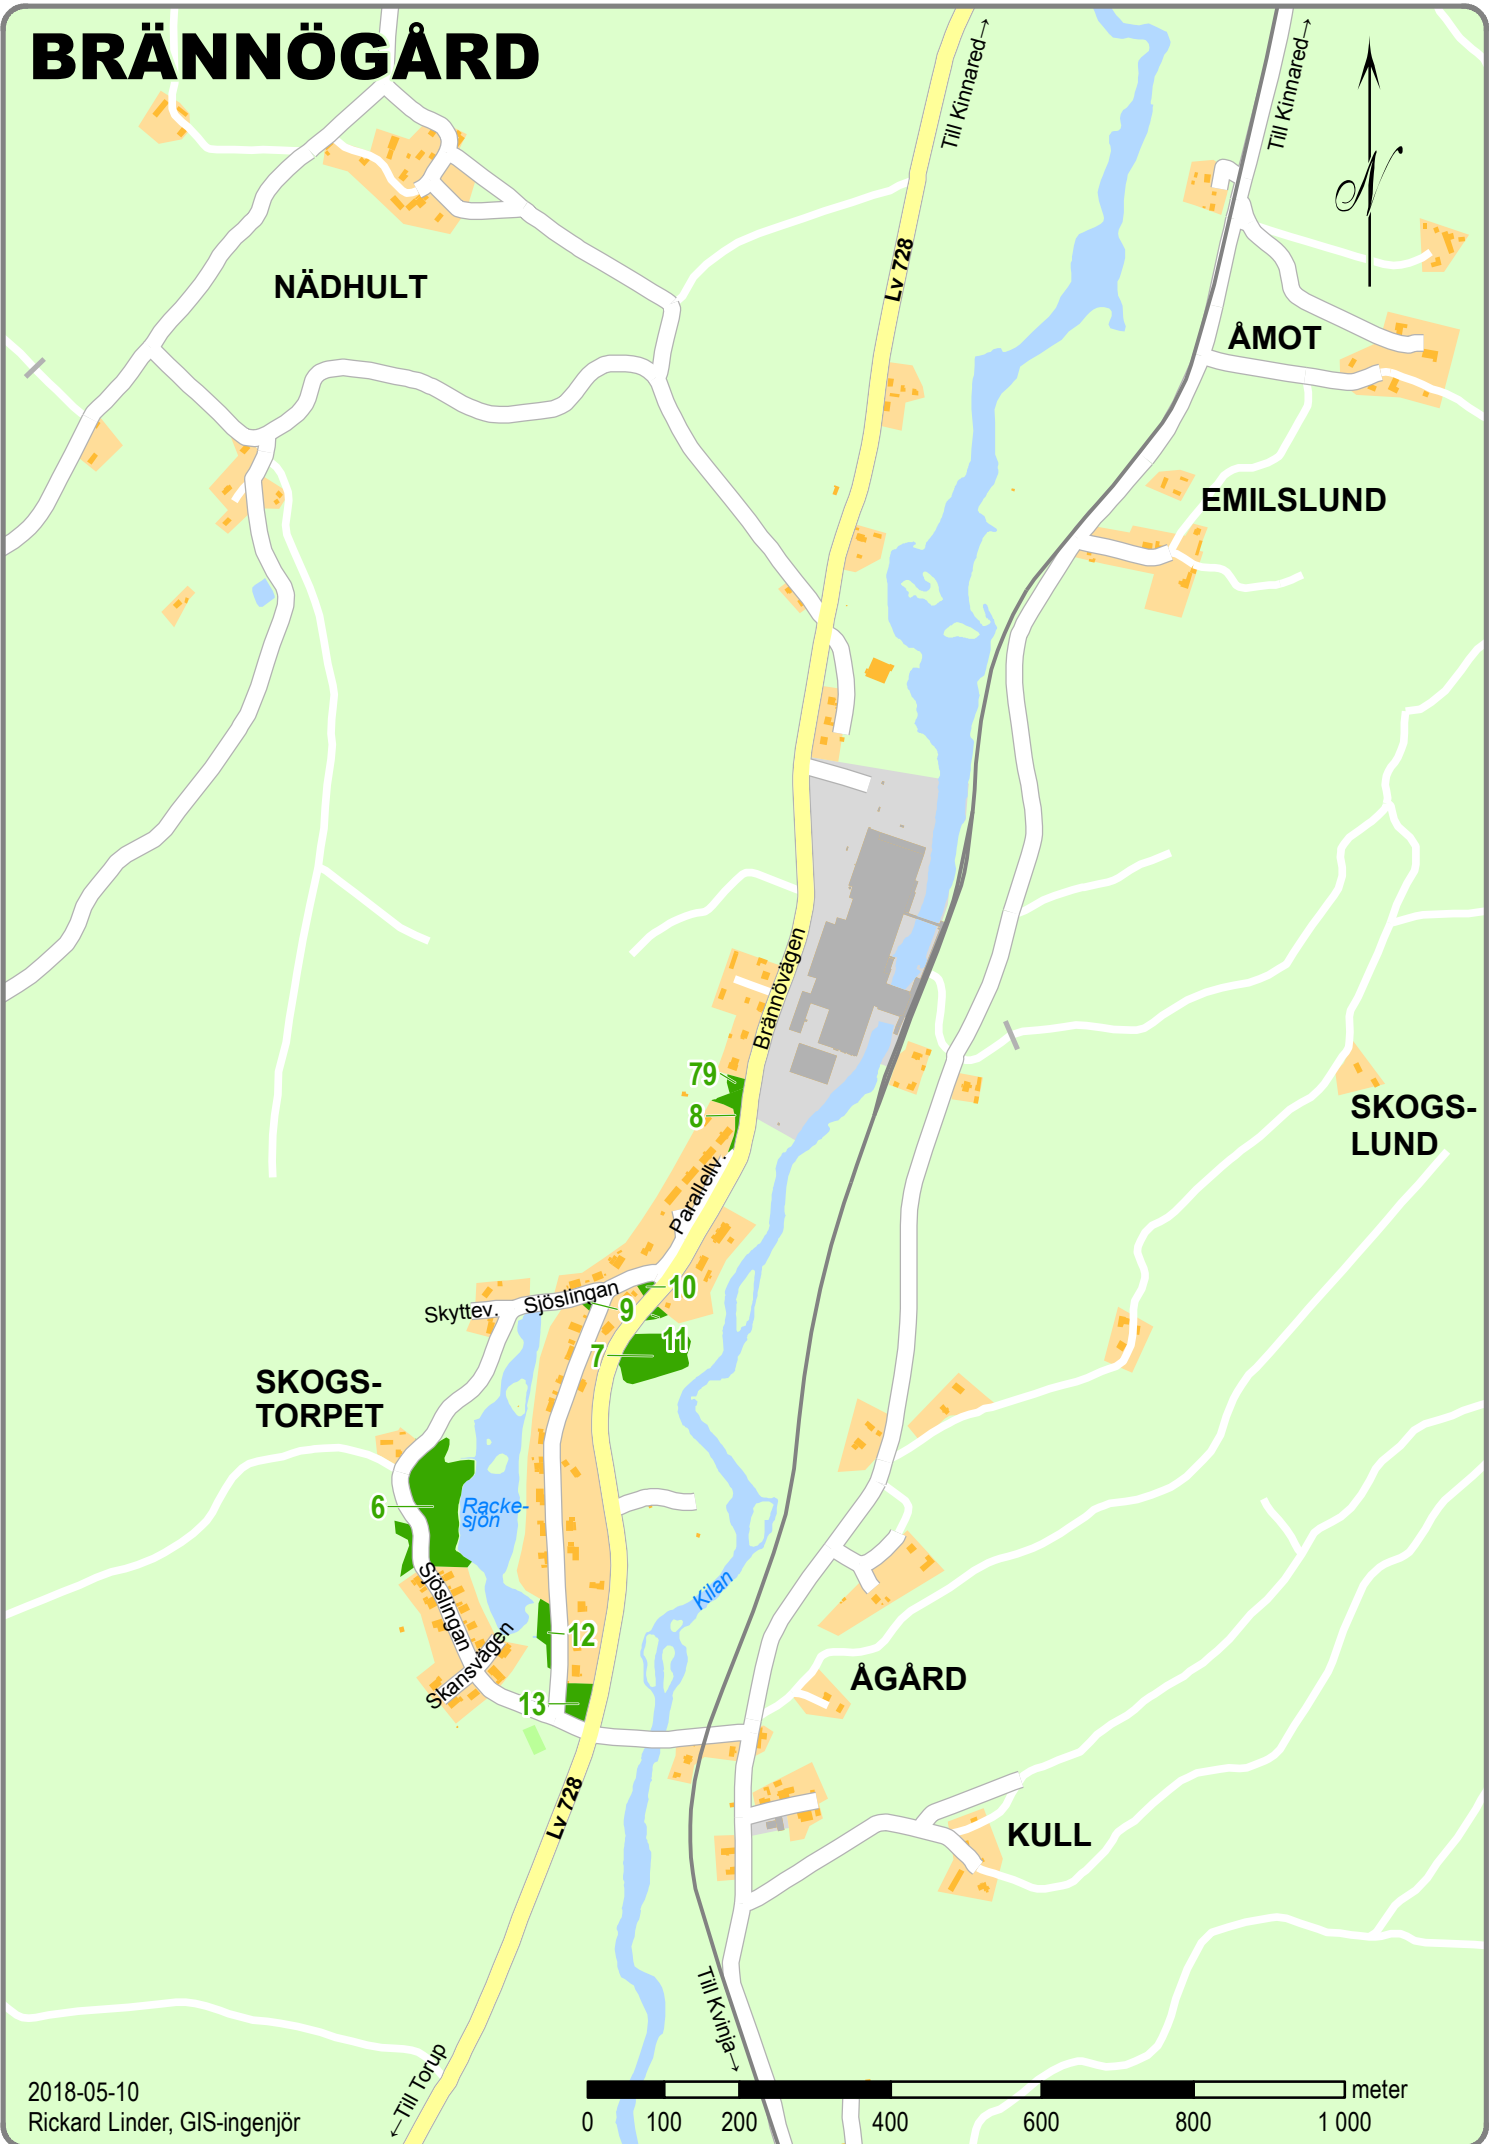 BRÄNNÖGÅRD
Till Kinnared→
Till Kinnared→
N
Lv 728
NÄDHULT
ÅMOT
EMILSLUND
Brännövägen
79
8
SKOGS-
LUND
Parallellv.
10
Skyttev.
Sjöslingan
9
11
7
SKOGS-
TORPET
6
Racke-
sjön
Sjöslingan
Kilan
12
Skansvägen
ÅGÅRD
13
Lv 728
KULL
Till Kvinja→
←Till Torup
2018-05-10
Rickard Linder, GIS-ingenjör
meter
0 100 200 400 600 800 1 000